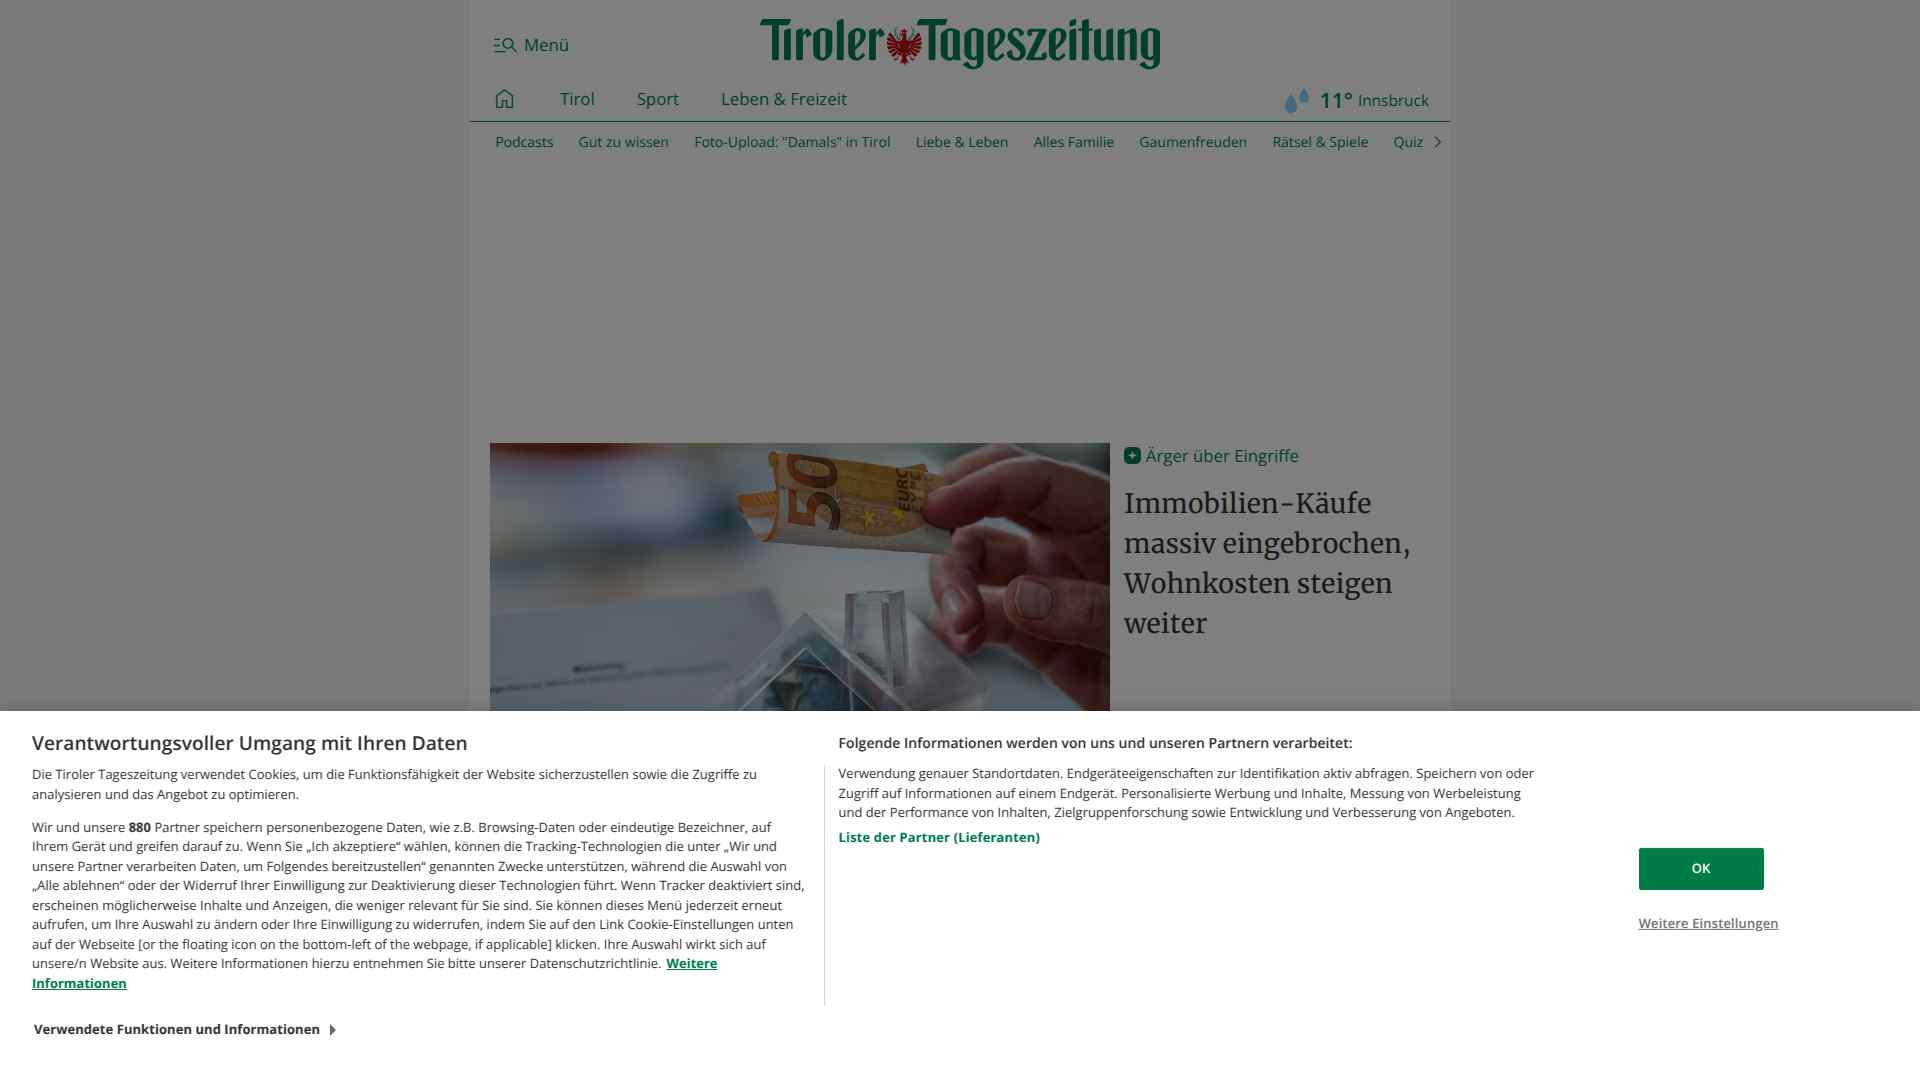 Menü
Tiroler Tageszeitung
Tirol
Sport
Leben & Freizeit
11° Innsbruck
Podcasts
Gut zu wissen
Foto-Upload: "Damals" in Tirol
Liebe & Leben
Alles Familie
Gaumenfreuden
Rätsel & Spiele
Quiz
50
EURO
Ärger über Eingriffe
Immobilien-Käufe
massiv eingebrochen,
Wohnkosten steigen
weiter
Verantwortungsvoller Umgang mit Ihren Daten
Die Tiroler Tageszeitung verwendet Cookies, um die Funktionsfähigkeit der Website sicherzustellen sowie die Zugriffe zu
analysieren und das Angebot zu optimieren.
Wir und unsere 880 Partner speichern personenbezogene Daten, wie z.B. Browsing-Daten oder eindeutige Bezeichner, auf
Ihrem Gerät und greifen darauf zu. Wenn Sie „Ich akzeptiere“ wählen, können die Tracking-Technologien die unter „Wir und
unsere Partner verarbeiten Daten, um Folgendes bereitzustellen“ genannten Zwecke unterstützen, während die Auswahl von
„Alle ablehnen“ oder der Widerruf Ihrer Einwilligung zur Deaktivierung dieser Technologien führt. Wenn Tracker deaktiviert sind,
erscheinen möglicherweise Inhalte und Anzeigen, die weniger relevant für Sie sind. Sie können dieses Menü jederzeit erneut
aufrufen, um Ihre Auswahl zu ändern oder Ihre Einwilligung zu widerrufen, indem Sie auf den Link Cookie-Einstellungen unten
auf der Webseite [or the floating icon on the bottom-left of the webpage, if applicable] klicken. Ihre Auswahl wirkt sich auf
unsere/n Website aus. Weitere Informationen hierzu entnehmen Sie bitte unserer Datenschutzrichtlinie. Weitere
Informationen
Verwendete Funktionen und Informationen
Folgende Informationen werden von uns und unseren Partnern verarbeitet:
Verwendung genauer Standortdaten. Endgeräteeigenschaften zur Identifikation aktiv abfragen. Speichern von oder
Zugriff auf Informationen auf einem Endgerät. Personalisierte Werbung und Inhalte, Messung von Werbeleistung
und der Performance von Inhalten, Zielgruppenforschung sowie Entwicklung und Verbesserung von Angeboten.
Liste der Partner (Lieferanten)
OK
Weitere Einstellungen